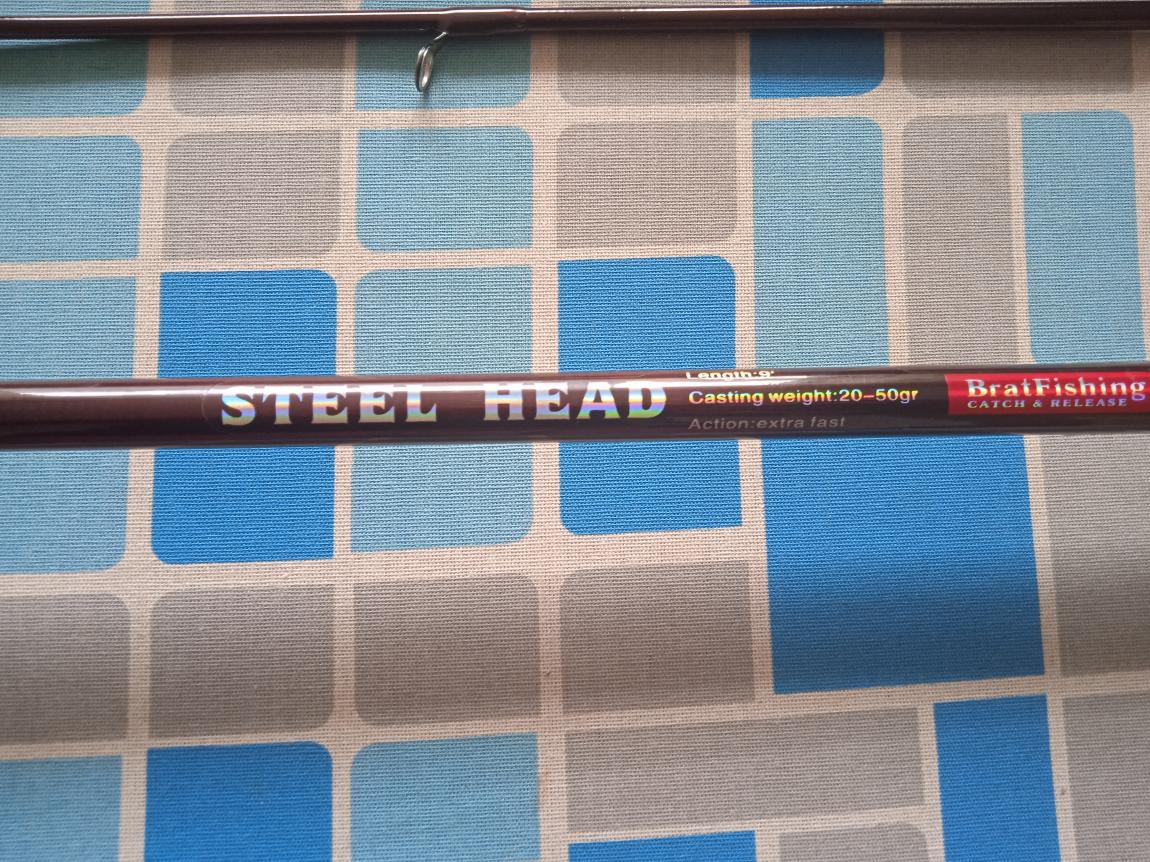 STEEL HEAD
Length:9'
Casting weight:20-50gr
Action:extra fast
BratFishing
CATCH & RELEASE